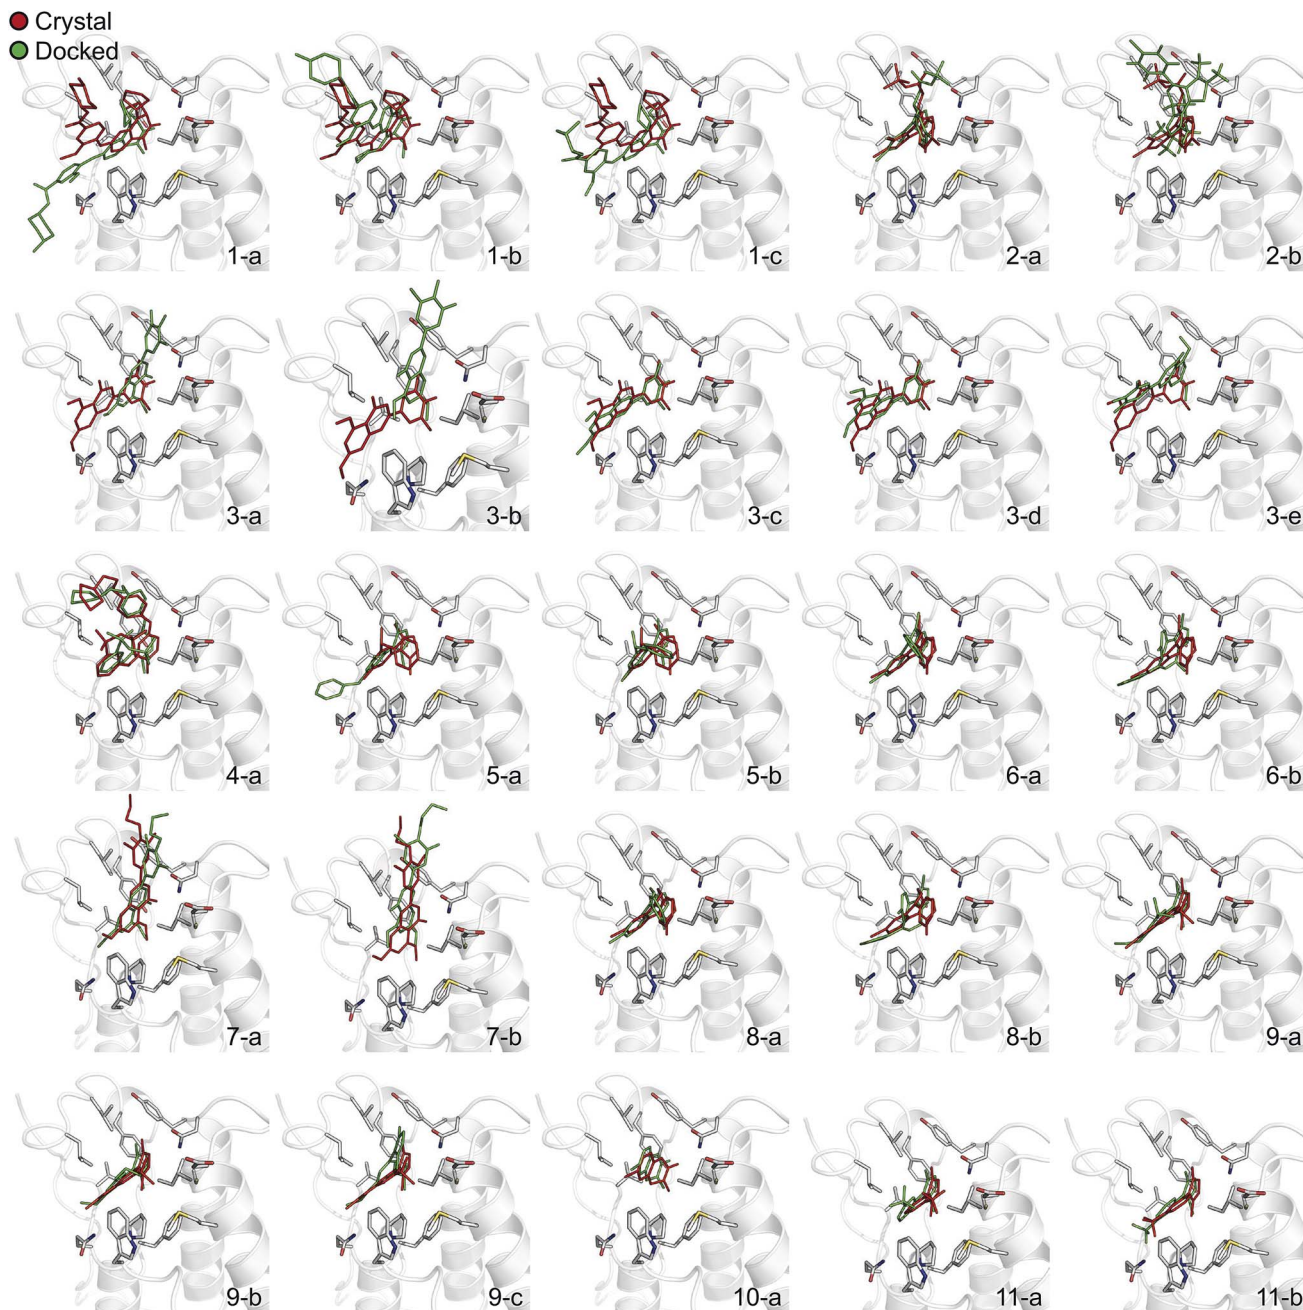 Crystal
Docked
1-a
1-b
1-c
2-a
2-b
3-a
3-b
3-c
3-d
3-e
4-a
5-a
5-b
6-a
6-b
7-a
7-b
8-a
8-b
9-a
9-b
9-c
10-a
11-a
11-b